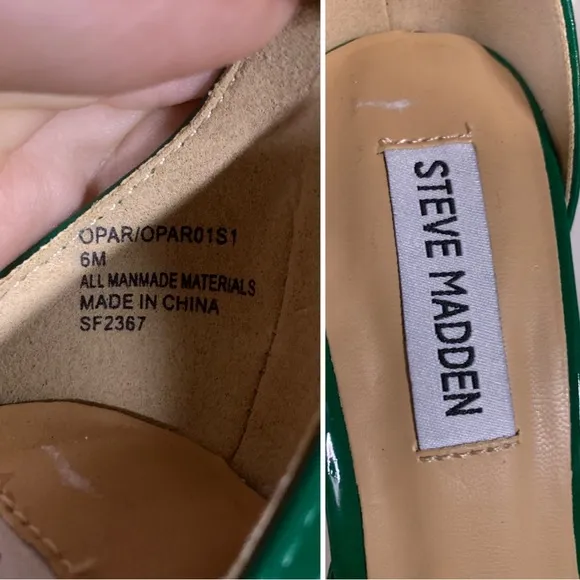 OPAR/OPAR01S1
6M
ALL MANMADE MATERIALS
MADE IN CHINA
SF2367
STEVE MADDEN